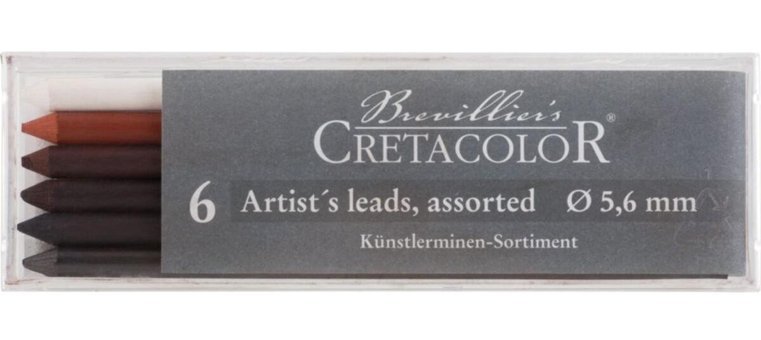 Brevillier's
CRETACOLOR®
6 Artist´s leads, assorted Ø 5,6 mm
Künstlerminen-Sortiment